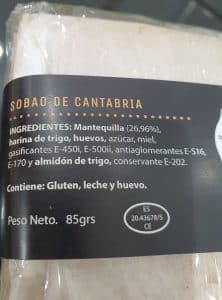 SOBAO DE CANTABRIA
INGREDIENTES: Mantequilla (26,96%),
harina de trigo, huevos, azúcar, miel,
gasificantes E-450i, E-500ii, antiaglomerantes E-516,
E-170 y almidón de trigo, conservante E-202.
Contiene: Gluten, leche y huevo.
Peso Neto. 85grs
ES
20.43678/S
CE